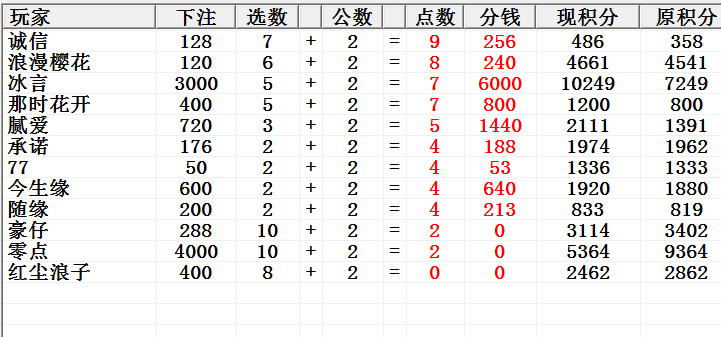 玩家 下注 选数 公数 点数 分钱 现积分 原积分
诚信 128 7 + 2 = 9 256 486 358
浪漫樱花 120 6 + 2 = 8 240 4661 4541
冰言 3000 5 + 2 = 7 6000 10249 7249
那时花开 400 5 + 2 = 7 800 1200 800
腻爱 720 3 + 2 = 5 1440 2111 1391
承诺 176 2 + 2 = 4 188 1974 1962
77 50 2 + 2 = 4 53 1336 1333
今生缘 600 2 + 2 = 4 640 1920 1880
随缘 200 2 + 2 = 4 213 833 819
豪仔 288 10 + 2 = 2 0 3114 3402
零点 4000 10 + 2 = 2 0 5364 9364
红尘浪子 400 8 + 2 = 0 0 2462 2862